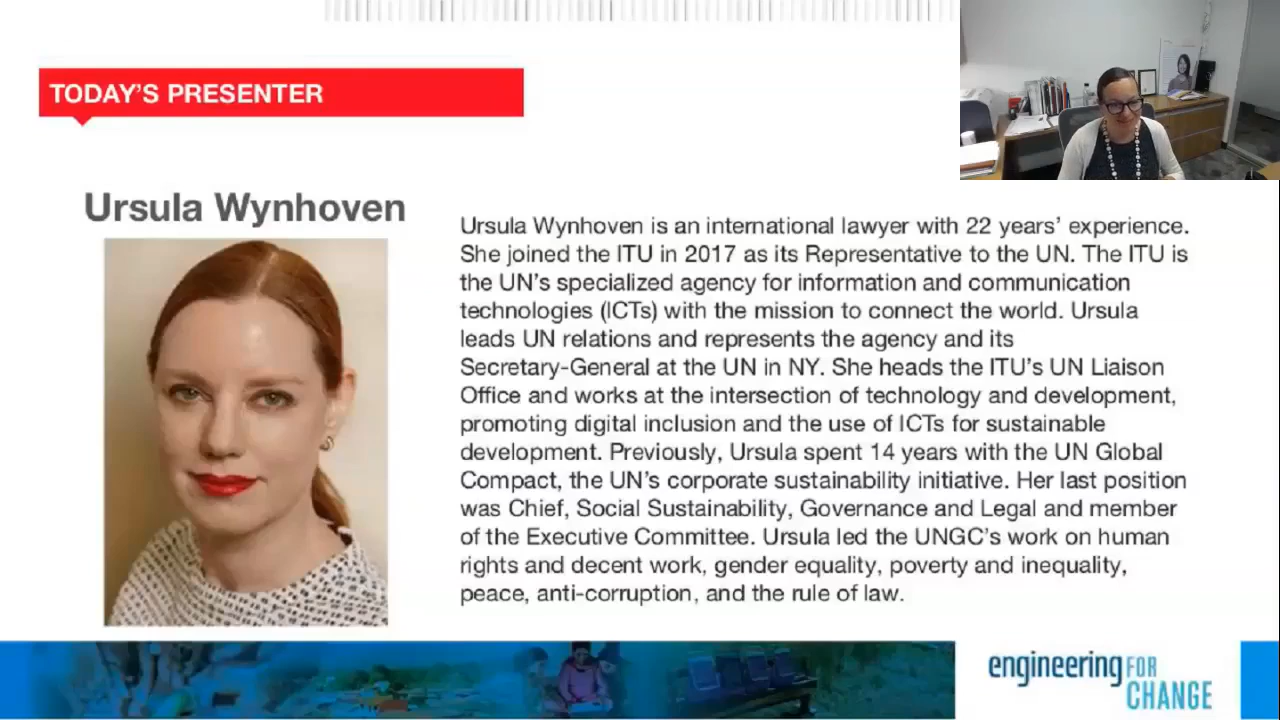 TODAY'S PRESENTER
Ursula Wynhoven
Ursula Wynhoven is an international lawyer with 22 years' experience.
She joined the ITU in 2017 as its Representative to the UN. The ITU is
the UN's specialized agency for information and communication
technologies (ICTs) with the mission to connect the world. Ursula
leads UN relations and represents the agency and its
Secretary-General at the UN in NY. She heads the ITU's UN Liaison
Office and works at the intersection of technology and development,
promoting digital inclusion and the use of ICTs for sustainable
development. Previously, Ursula spent 14 years with the UN Global
Compact, the UN's corporate sustainability initiative. Her last position
was Chief, Social Sustainability, Governance and Legal and member
of the Executive Committee. Ursula led the UNGC's work on human
rights and decent work, gender equality, poverty and inequality,
peace, anti-corruption, and the rule of law.
engineering FOR
CHANGE